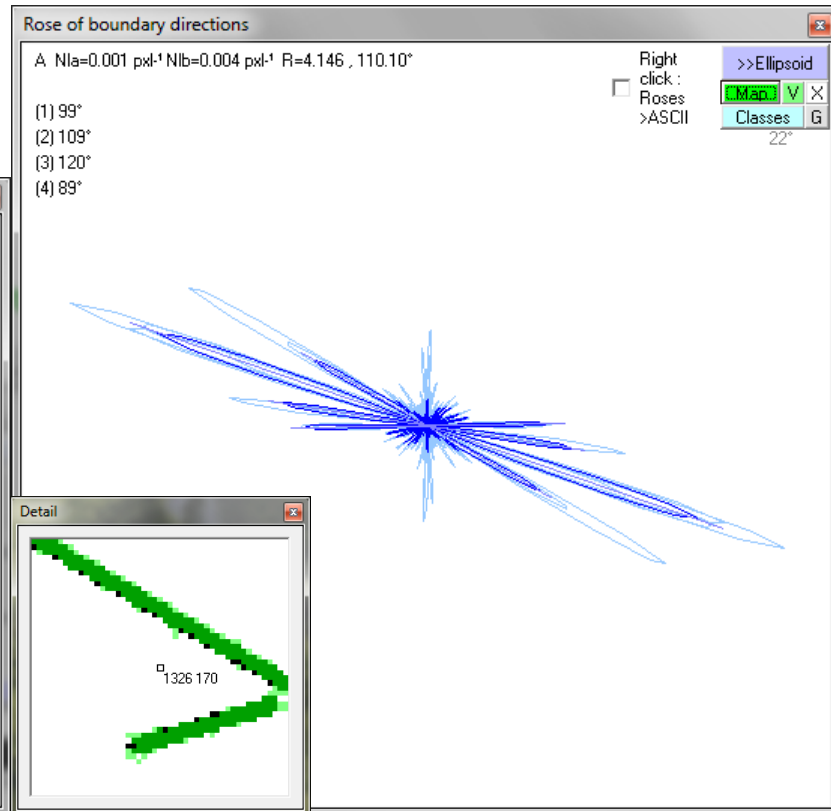 Rose of boundary directions
A NIa=0.001 pxl-¹ NIb=0.004 pxl-¹ R=4.146 , 110.10°
(1) 99°
(2) 109°
(3) 120°
(4) 89°
Right
click :
Roses
>ASCII
>>Ellipsoid
Map V X
Classes G
22°
Detail
1326 170